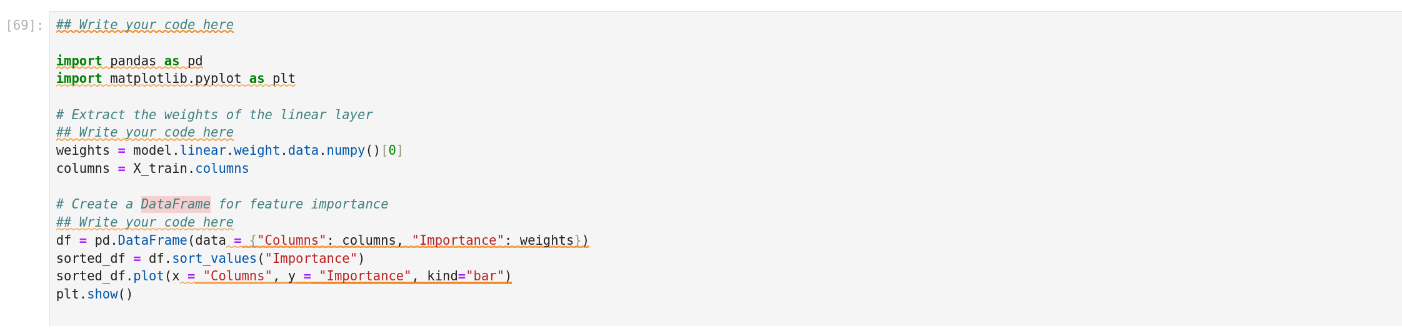 [69]:
## Write your code here
import pandas as pd
import matplotlib.pyplot as plt
# Extract the weights of the linear layer
## Write your code here
weights = model.linear.weight.data.numpy()[0]
columns = X_train.columns
# Create a DataFrame for feature importance
## Write your code here
df = pd.DataFrame(data = {"Columns": columns, "Importance": weights})
sorted_df = df.sort_values("Importance")
sorted_df.plot(x = "Columns", y = "Importance", kind="bar")
plt.show()